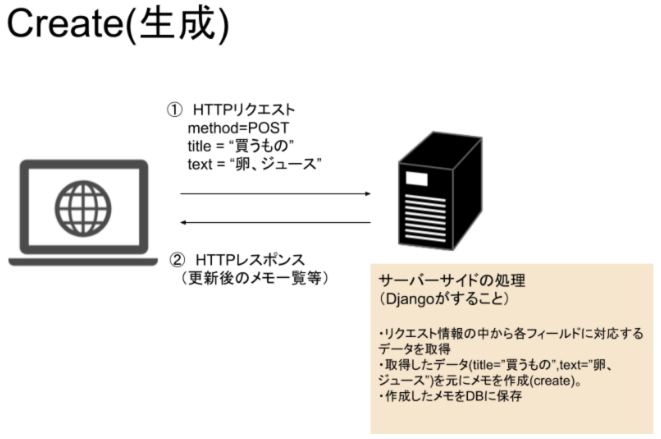 Create(生成)
① HTTPリクエスト
method=POST
title = “買うもの”
text = “卵、ジュース”
② HTTPレスポンス
（更新後のメモ一覧等）
サーバーサイドの処理
（Djangoがすること）
・リクエスト情報の中から各フィールドに対応する
データを取得
・取得したデータ(title=”買うもの”,text=”卵、
ジュース”)を元にメモを作成(create)。
・作成したメモをDBに保存